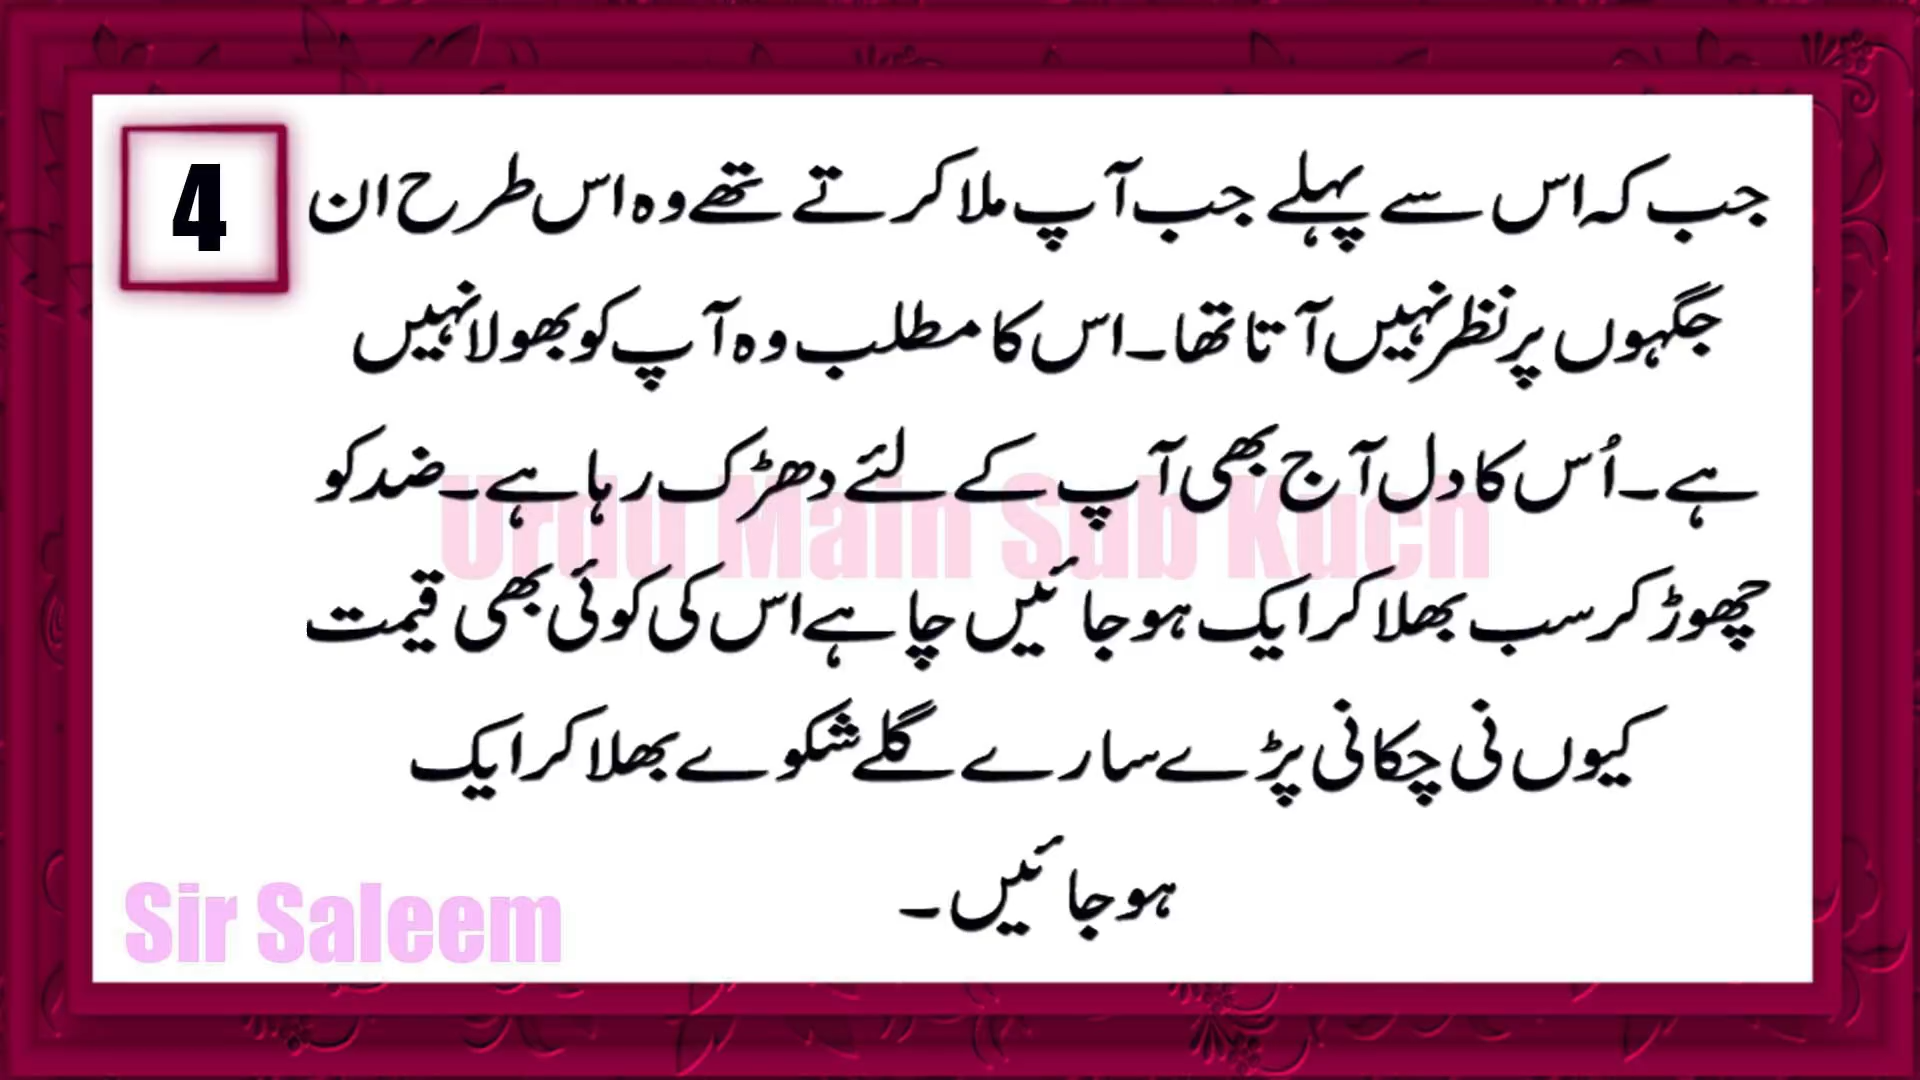 4
جب کہ اس سے پہلے جب آپ ملا کرتے تھے وہ اس طرح ان
جگہوں پر نظر نہیں آتا تھا۔ اس کا مطلب وہ آپ کو بھولا نہیں
ہے۔ اُس کا دل آج بھی آپ کے لئے دھڑک رہا ہے۔ ضد کو
چھوڑ کر سب بھلا کر ایک ہو جائیں چاہے اس کی کوئی بھی قیمت
کیوں نی چکانی پڑے سارے گلے شکوے بھلا کر ایک
ہو جائیں۔
Urdu Main Sub Kuch
Sir Saleem